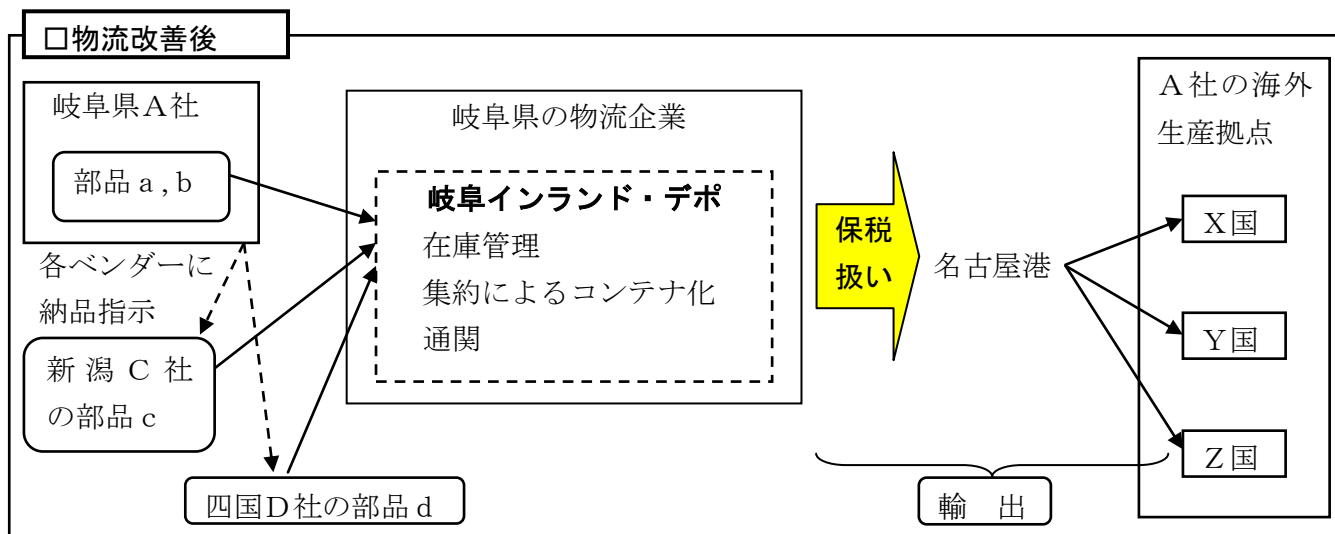 □物流改善後
岐阜県A社
部品a,b
各ベンダーに
納品指示
新潟C社
の部品c
四国D社の部品d
岐阜県の物流企業
岐阜インランド・デポ
在庫管理
集約によるコンテナ化
通関
保税
扱い
名古屋港
輸 出
A社の海外
生産拠点
X国
Y国
Z国